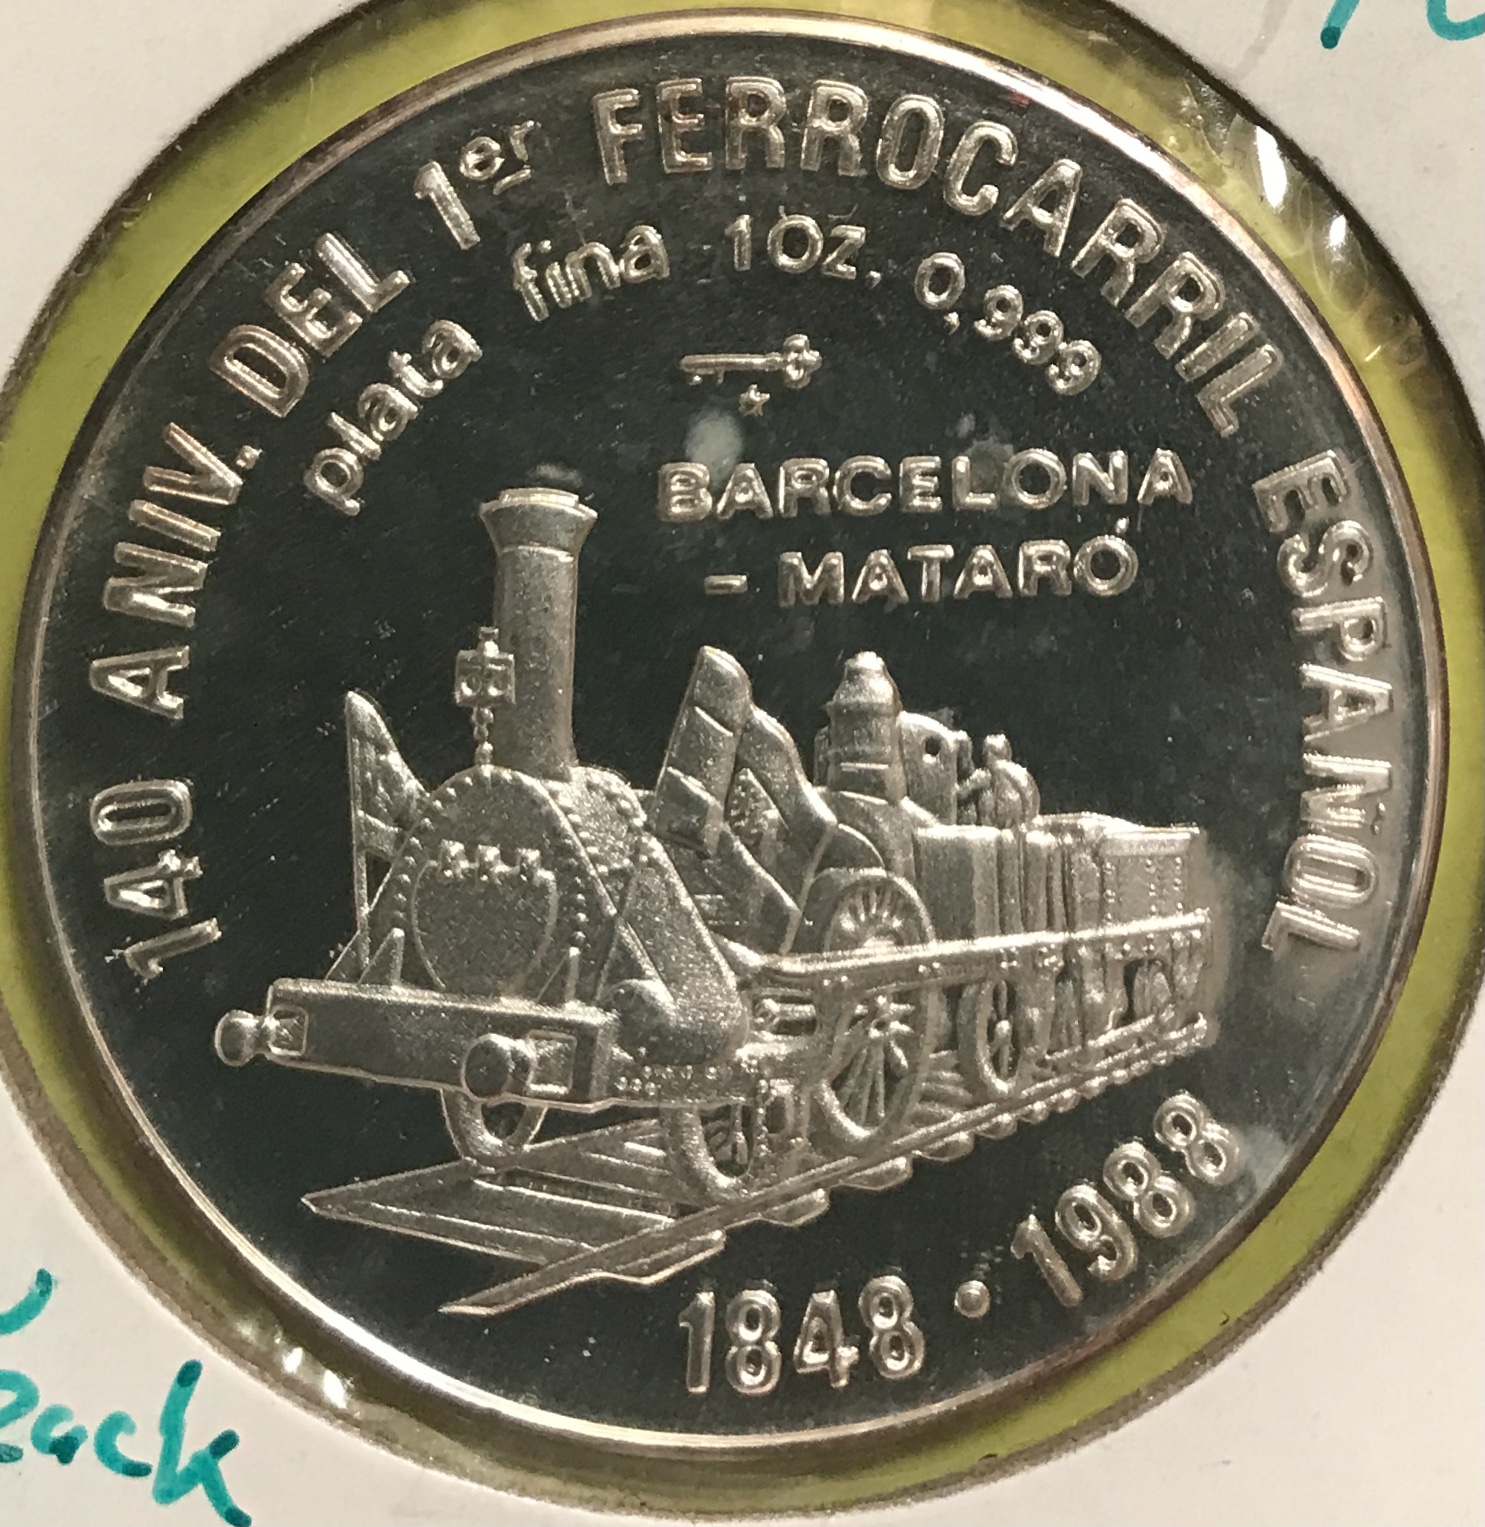 140 ANIV. DEL 1er FERROCARRIL ESPAÑOL
plata fina 1OZ. 0,999
BARCELONA
- MATARÓ
1848 • 1988